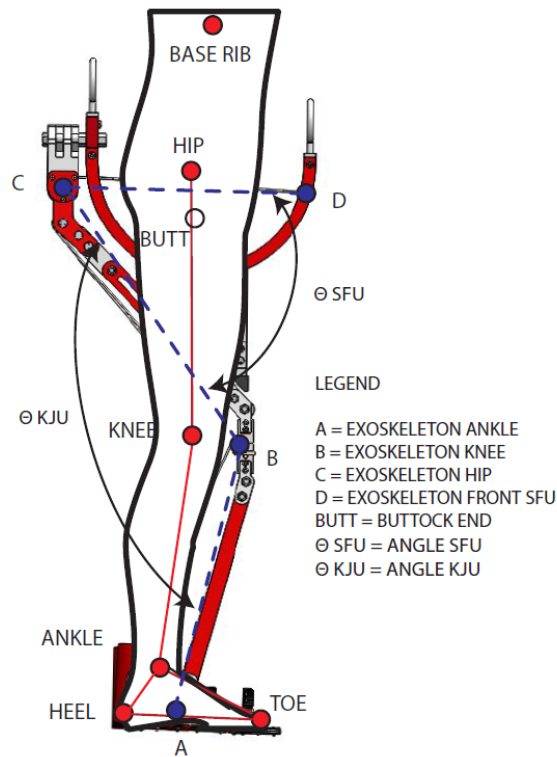 BASE RIB
HIP
C
D
BUTT
Θ SFU
LEGEND
Θ KJU
KNEE
A = EXOSKELETON ANKLE
B
B = EXOSKELETON KNEE
C = EXOSKELETON HIP
D = EXOSKELETON FRONT SFU
BUTT = BUTTOCK END
Θ SFU = ANGLE SFU
Θ KJU = ANGLE KJU
ANKLE
HEEL
TOE
A